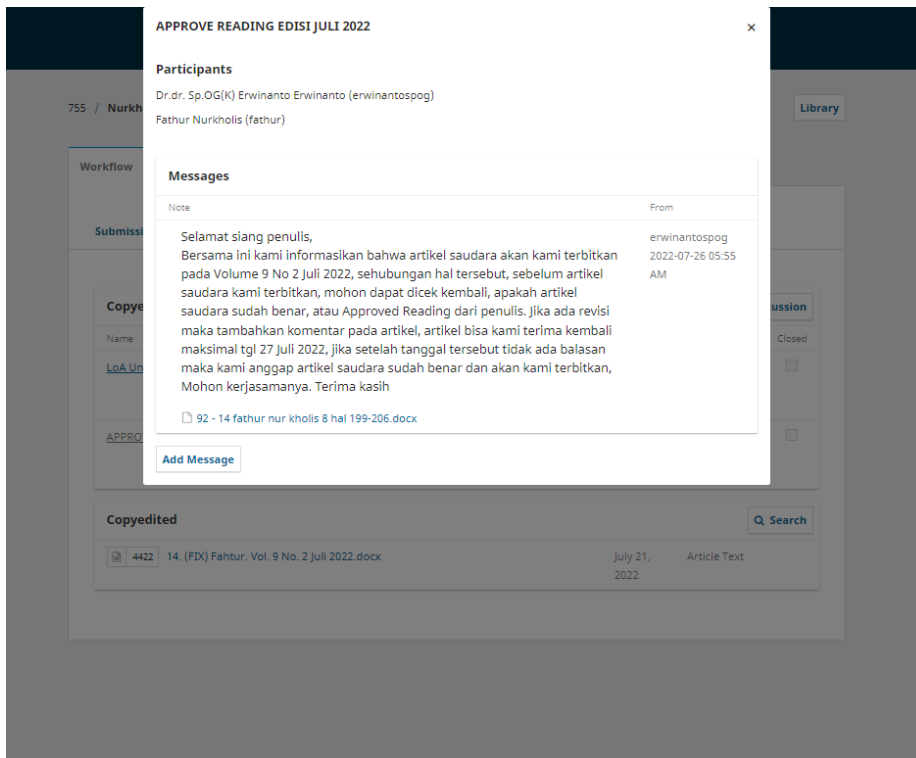 APPROVE READING EDISI JULI 2022
×
Participants
Dr.dr. Sp.OG(K) Erwinanto Erwinanto (erwinantospog)
Fathur Nurkholis (fathur)
755 / Nurkh
Library
Workflow
Submissi
Messages
Note From
Selamat siang penulis,
Bersama ini kami informasikan bahwa artikel saudara akan kami terbitkan
pada Volume 9 No 2 Juli 2022, sehubungan hal tersebut, sebelum artikel
saudara kami terbitkan, mohon dapat dicek kembali, apakah artikel
saudara sudah benar, atau Approved Reading dari penulis. Jika ada revisi
maka tambahkan komentar pada artikel, artikel bisa kami terima kembali
maksimal tgl 27 Juli 2022, jika setelah tanggal tersebut tidak ada balasan
maka kami anggap artikel saudara sudah benar dan akan kami terbitkan,
Mohon kerjasamanya. Terima kasih
erwinantospog
2022-07-26 05:55
AM
92 - 14 fathur nur kholis 8 hal 199-206.docx
Add Message
Copye
ussion
Name
Closed
LoA Un
APPRO
Copyedited
Search
4422 14. (FIX) Fahtur. Vol. 9 No. 2 Juli 2022.docx
July 21,
2022
Article Text